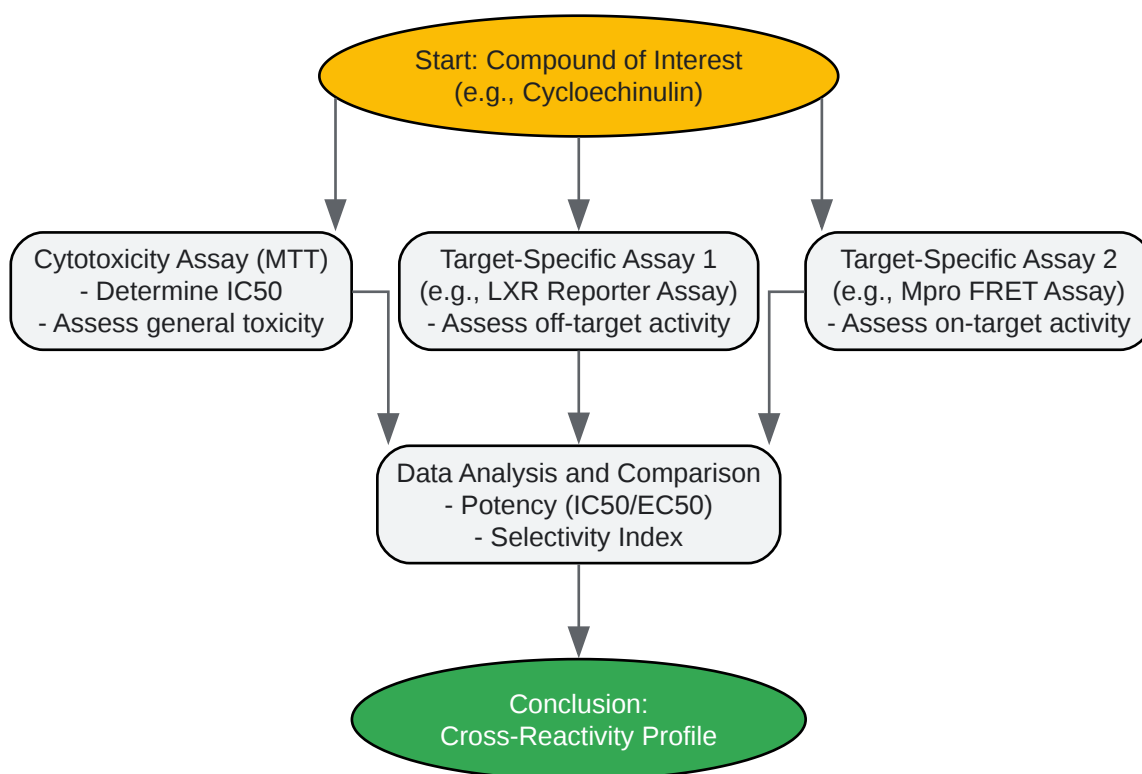 Start: Compound of Interest
(e.g., Cycloechinulin)
Cytotoxicity Assay (MTT)
- Determine IC50
- Assess general toxicity
Target-Specific Assay 1
(e.g., LXR Reporter Assay)
- Assess off-target activity
Target-Specific Assay 2
(e.g., Mpro FRET Assay)
- Assess on-target activity
Data Analysis and Comparison
- Potency (IC50/EC50)
- Selectivity Index
Conclusion:
Cross-Reactivity Profile